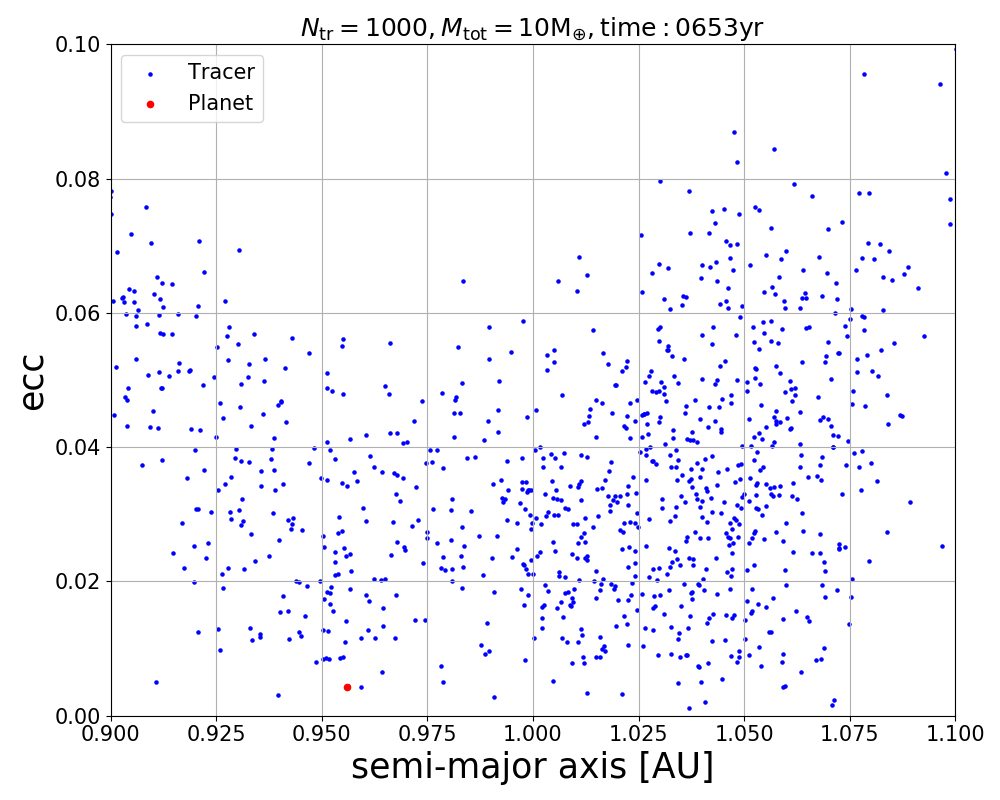 N_tr = 1000, M_tot = 10M_⊕, time : 0653yr
Tracer
Planet
ecc
0.10
0.08
0.06
0.04
0.02
0.00
0.900 0.925 0.950 0.975 1.000 1.025 1.050 1.075 1.100
semi-major axis [AU]